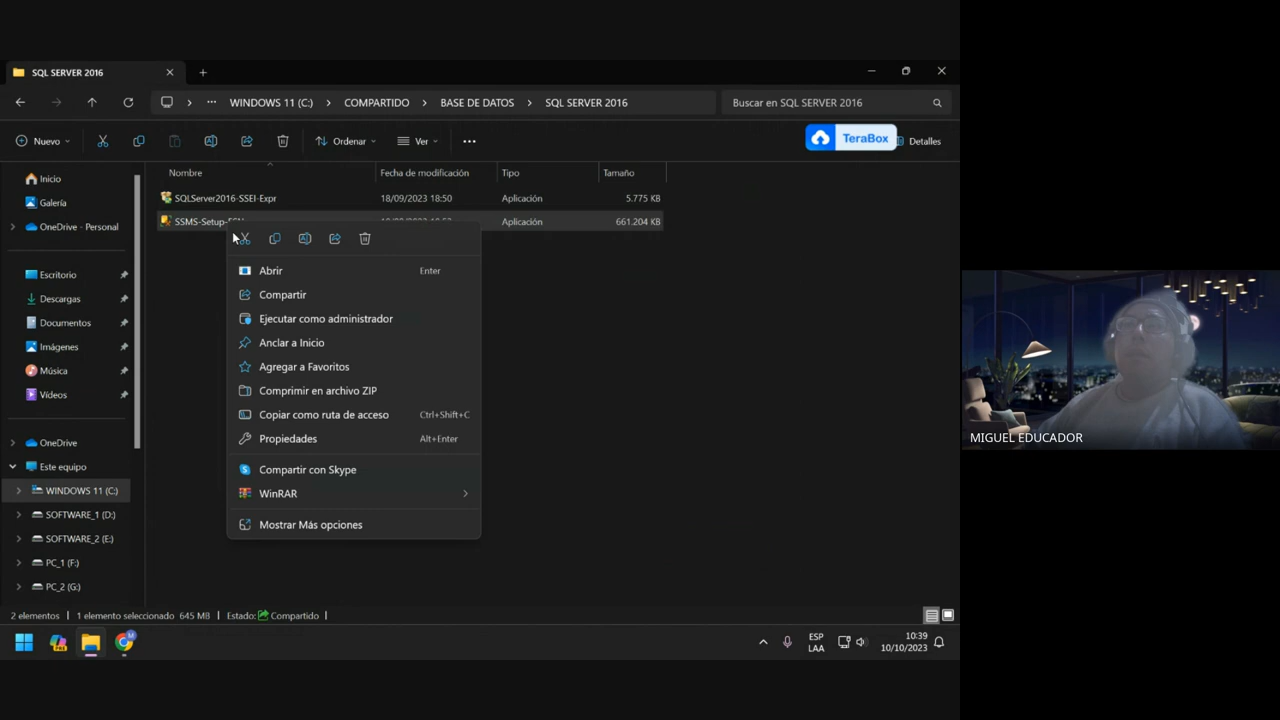 SQL SERVER 2016
WINDOWS 11 (C:) > COMPARTIDO > BASE DE DATOS > SQL SERVER 2016
Buscar en SQL SERVER 2016
Nuevo
Ordenar
Ver
TeraBox
Detalles
Nombre
Fecha de modificación
Tipo
Tamaño
SQLServer2016-SSEI-Expr
18/09/2023 18:50
Aplicación
5.775 KB
SSMS-Setup-
Aplicación
661.204 KB
Inicio
Galería
OneDrive - Personal
Escritorio
Descargas
Documentos
Imágenes
Música
Vídeos
OneDrive
Este equipo
WINDOWS 11 (C:)
SOFTWARE_1 (D:)
SOFTWARE_2 (E:)
PC_1 (F:)
PC_2 (G:)
Abrir Enter
Compartir
Ejecutar como administrador
Anclar a Inicio
Agregar a Favoritos
Comprimir en archivo ZIP
Copiar como ruta de acceso Ctrl+Shift+C
Propiedades Alt+Enter
Compartir con Skype
WinRAR
Mostrar Más opciones
2 elementos | 1 elemento seleccionado 645 MB | Estado: Compartido |
ESP
LAA
10:39
10/10/2023
MIGUEL EDUCADOR